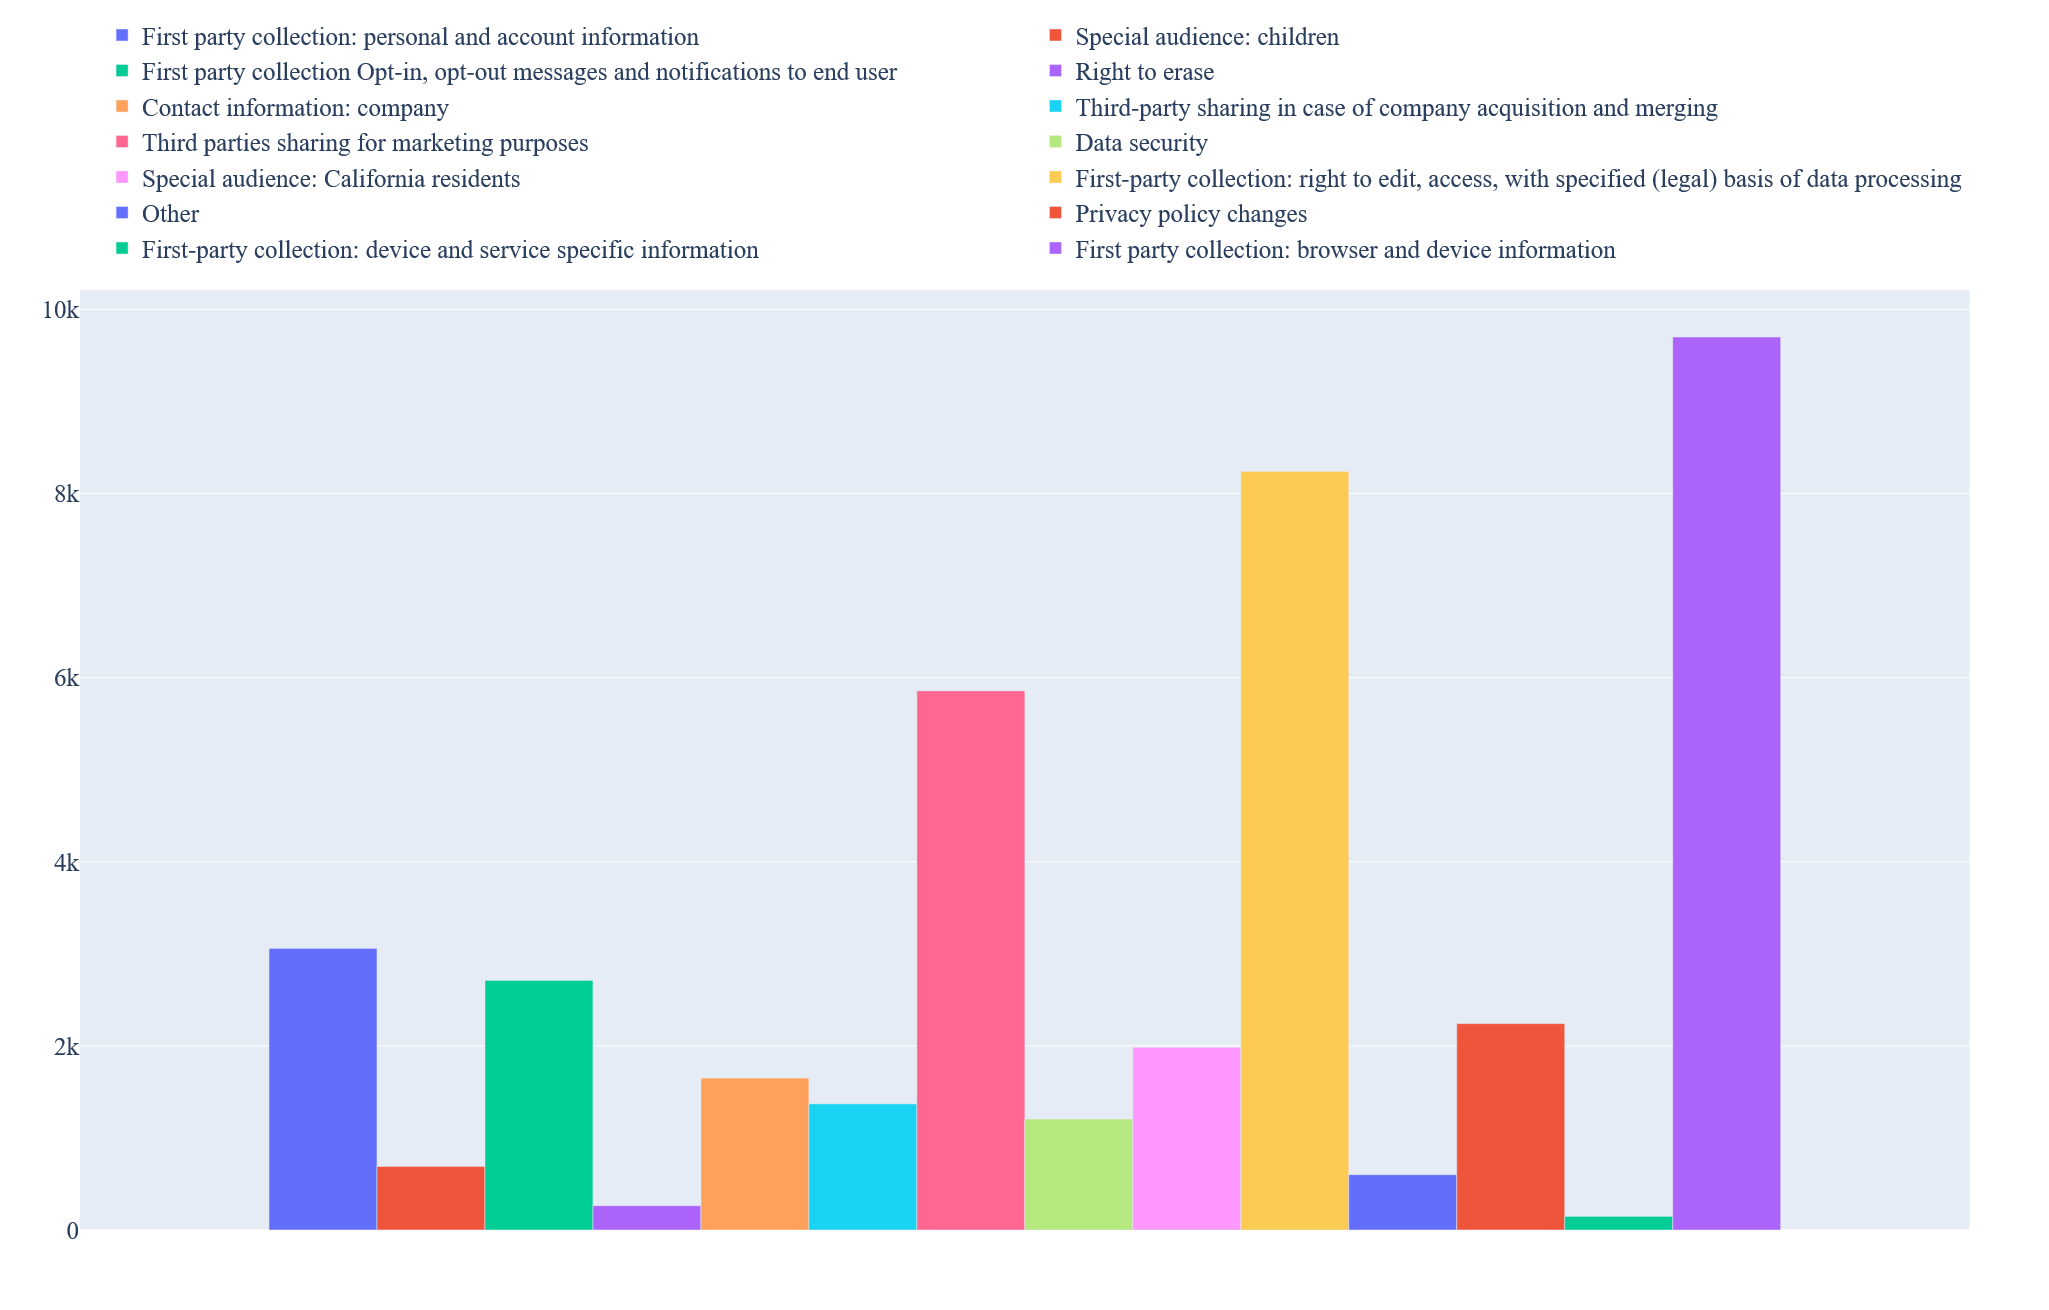 First party collection: personal and account information
Special audience: children
First party collection Opt-in, opt-out messages and notifications to end user
Right to erase
Contact information: company
Third-party sharing in case of company acquisition and merging
Third parties sharing for marketing purposes
Data security
Special audience: California residents
First-party collection: right to edit, access, with specified (legal) basis of data processing
Other
Privacy policy changes
First-party collection: device and service specific information
First party collection: browser and device information
10k
8k
6k
4k
2k
0